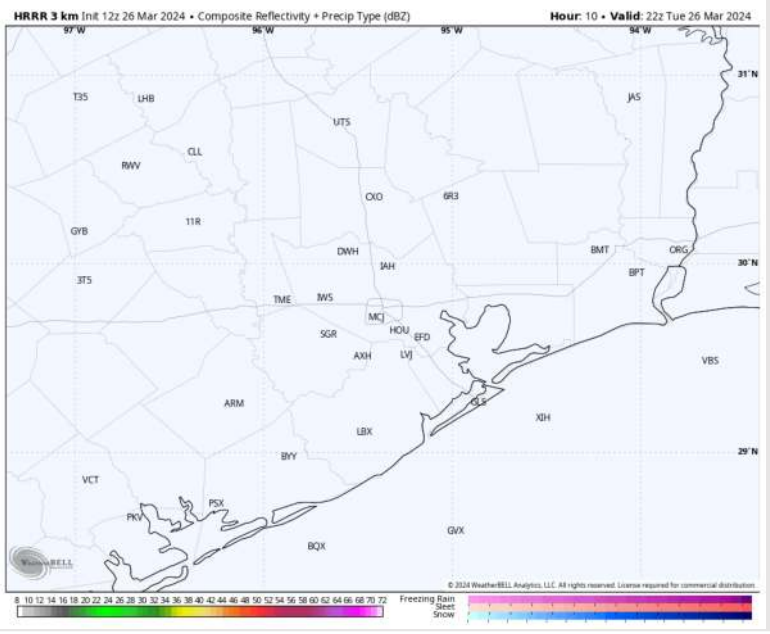 HRRR 3 km Init 12z 26 Mar 2024 • Composite Reflectivity + Precip Type (dBZ) Hour: 10 • Valid: 22z Tue 26 Mar 2024
97°W 96°W 95°W 94°W
31°N
T35 LHB JAS
UTS
CLL
RWV
CXO 6R3
11R
GYB
DWH BMT ORG
IAH 30°N
BPT
3T5
TME IWS
MCJ
SGR HOU EFD
AXH LVJ VBS
GLS
ARM
XIH
LBX
BYY 29°N
VCT
PSX
PKV
GVX
BQX
WeatherBELL
© 2024 WeatherBELL Analytics, LLC. All rights reserved. License required for commercial distribution.
Freezing Rain
8 10 12 14 16 18 20 22 24 26 28 30 32 34 36 38 40 42 44 46 48 50 52 54 56 58 60 62 64 66 68 70 72
Sleet
Snow